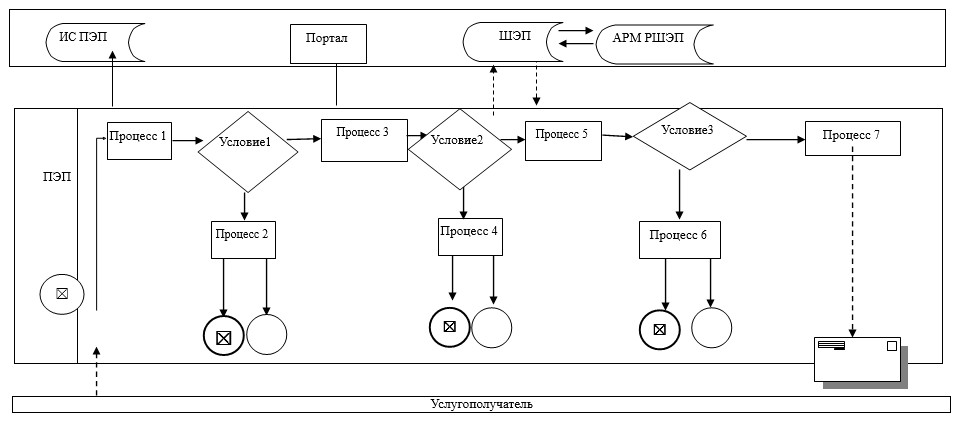 ИС ПЭП
Портал
ШЭП
АРМ РШЭП
Процесс 1
Условие1
Процесс 3
Условие2
Процесс 5
Условие3
Процесс 7
ПЭП
Процесс 2
Процесс 4
Процесс 6
Услугополучатель